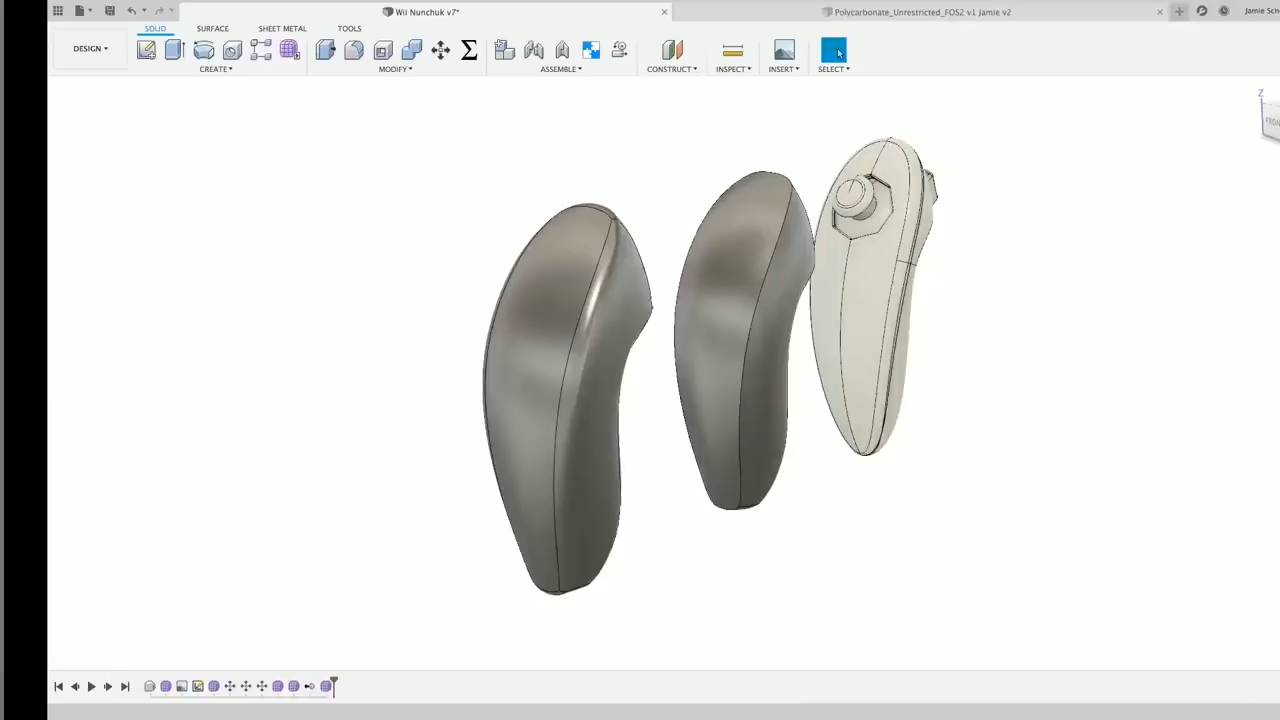 Wii Nunchuk v7*
Polycarbonate_Unrestricted_FOS2 v1 Jamie v2
Jamie Sch
SOLID
SURFACE
SHEET METAL
TOOLS
DESIGN
CREATE
MODIFY
ASSEMBLE
CONSTRUCT
INSPECT
INSERT
SELECT
Z
FRON